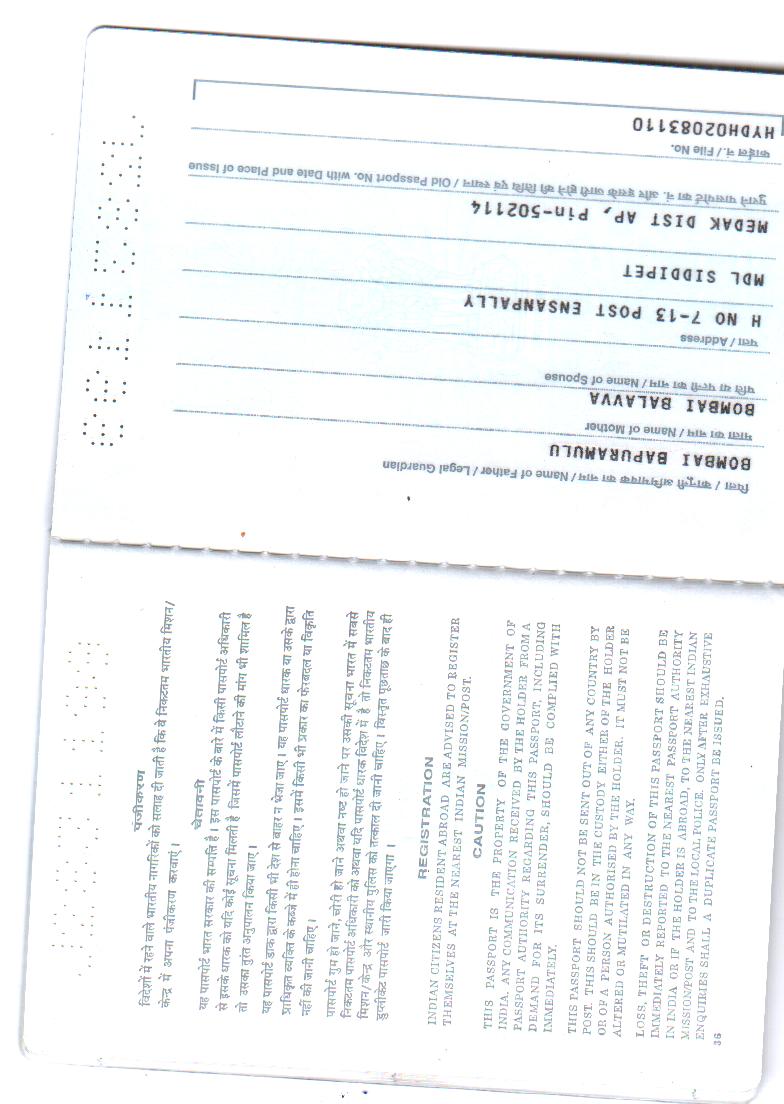 पिता / कानूनी अभिभावक का नाम / Name of Father / Legal Guardian
BOMBAI BAPURAMULU
माता का नाम / Name of Mother
BOMBAI BALAVVA
पति या पत्नी का नाम / Name of Spouse
पता / Address
H NO 7-13 POST ENSANPALLY
MDL SIDDIPET
MEDAK DIST AP, Pin-502114
पुराने पासपोर्ट का नं. और इसके जारी होने की तिथि एवं स्थान / Old Passport No. with Date and Place of Issue
फाईल नं. / File No.
HYDH02083110
पंजीकरण
विदेशों में रहने वाले भारतीय नागरिकों को सलाह दी जाती है कि वे निकटतम भारतीय मिशन/
केन्द्र में अपना पंजीकरण करवाएं ।
चेतावनी
यह पासपोर्ट भारत सरकार की सम्पत्ति है । इस पासपोर्ट के बारे में किसी पासपोर्ट अधिकारी
से इसके धारक को यदि कोई सूचना मिलती है जिसमें पासपोर्ट लौटाने की मांग भी शामिल है
तो उसका तुरंत अनुपालन किया जाए ।
यह पासपोर्ट डाक द्वारा किसी भी देश से बाहर न भेजा जाए । यह पासपोर्ट धारक या उसके द्वारा
प्राधिकृत व्यक्ति के कब्जे में ही होना चाहिए । इसमें किसी भी प्रकार का फेरबदल या विकृति
नहीं की जानी चाहिए ।
पासपोर्ट गुम हो जाने, चोरी हो जाने अथवा नष्ट हो जाने पर उसकी सूचना भारत में सबसे
निकटतम पासपोर्ट अधिकारी को अथवा यदि पासपोर्ट धारक विदेश में है तो निकटतम भारतीय
मिशन/केन्द्र और स्थानीय पुलिस को तत्काल दी जानी चाहिए । विस्तृत पूछताछ के बाद ही
डुप्लीकेट पासपोर्ट जारी किया जाएगा ।
REGISTRATION
INDIAN CITIZENS RESIDENT ABROAD ARE ADVISED TO REGISTER
THEMSELVES AT THE NEAREST INDIAN MISSION/POST.
CAUTION
THIS PASSPORT IS THE PROPERTY OF THE GOVERNMENT OF
INDIA. ANY COMMUNICATION RECEIVED BY THE HOLDER FROM A
PASSPORT AUTHORITY REGARDING THIS PASSPORT, INCLUDING
DEMAND FOR ITS SURRENDER, SHOULD BE COMPLIED WITH
IMMEDIATELY.
THIS PASSPORT SHOULD NOT BE SENT OUT OF ANY COUNTRY BY
POST. THIS SHOULD BE IN THE CUSTODY EITHER OF THE HOLDER
OR OF A PERSON AUTHORISED BY THE HOLDER. IT MUST NOT BE
ALTERED OR MUTILATED IN ANY WAY.
LOSS, THEFT OR DESTRUCTION OF THIS PASSPORT SHOULD BE
IMMEDIATELY REPORTED TO THE NEAREST PASSPORT AUTHORITY
IN INDIA OR IF THE HOLDER IS ABROAD, TO THE NEAREST INDIAN
MISSION/POST AND TO THE LOCAL POLICE. ONLY AFTER EXHAUSTIVE
ENQUIRIES SHALL A DUPLICATE PASSPORT BE ISSUED.
36